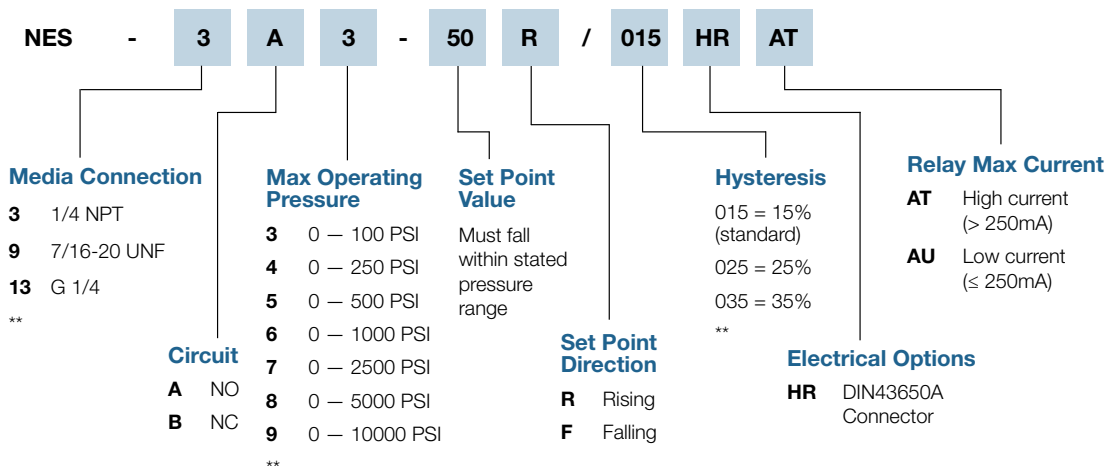 NES - 3 A 3 - 50 R / 015 HR AT
Media Connection
3 1/4 NPT
9 7/16-20 UNF
13 G 1/4
**
Circuit
A NO
B NC
Max Operating
Pressure
3 0 — 100 PSI
4 0 — 250 PSI
5 0 — 500 PSI
6 0 — 1000 PSI
7 0 — 2500 PSI
8 0 — 5000 PSI
9 0 — 10000 PSI
**
Set Point
Value
Must fall
within stated
pressure
range
Set Point
Direction
R Rising
F Falling
Hysteresis
015 = 15%
(standard)
025 = 25%
035 = 35%
**
Electrical Options
HR DIN43650A
Connector
Relay Max Current
AT High current
(> 250mA)
AU Low current
(≤ 250mA)